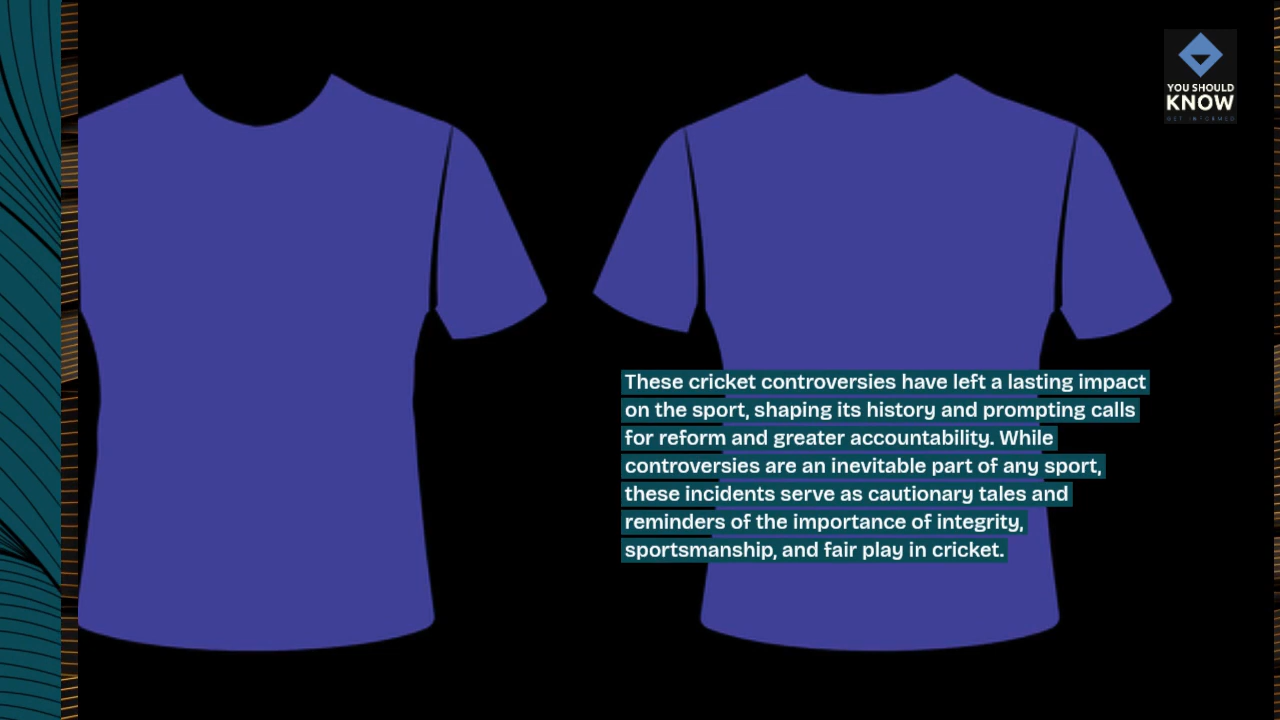 YOU SHOULD
KNOW
GET INFORMED
These cricket controversies have left a lasting impact
on the sport, shaping its history and prompting calls
for reform and greater accountability. While
controversies are an inevitable part of any sport,
these incidents serve as cautionary tales and
reminders of the importance of integrity,
sportsmanship, and fair play in cricket.